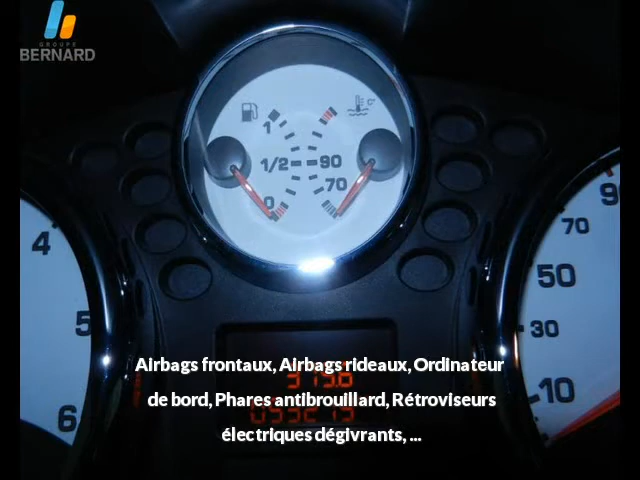 GROUPE
BERNARD
1
1/2
0
90
70
4
5
6
90
70
50
30
10
Airbags frontaux, Airbags rideaux, Ordinateur
de bord, Phares antibrouillard, Rétroviseurs
électriques dégivrants, ...